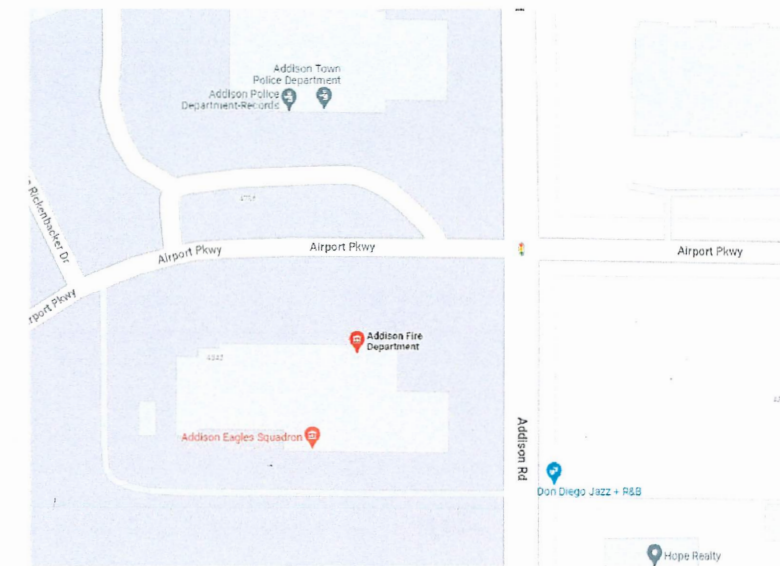 Addison Town
Police Department
Addison Police
Department-Records
Rickenbacker Dr
Airport Pkwy
Airport Pkwy
Airport Pkwy
rport Pkwy
Addison Fire
Department
4342
Addison Eagles Squadron
Addison Rd
Don Diego Jazz + R&B
Hope Realty